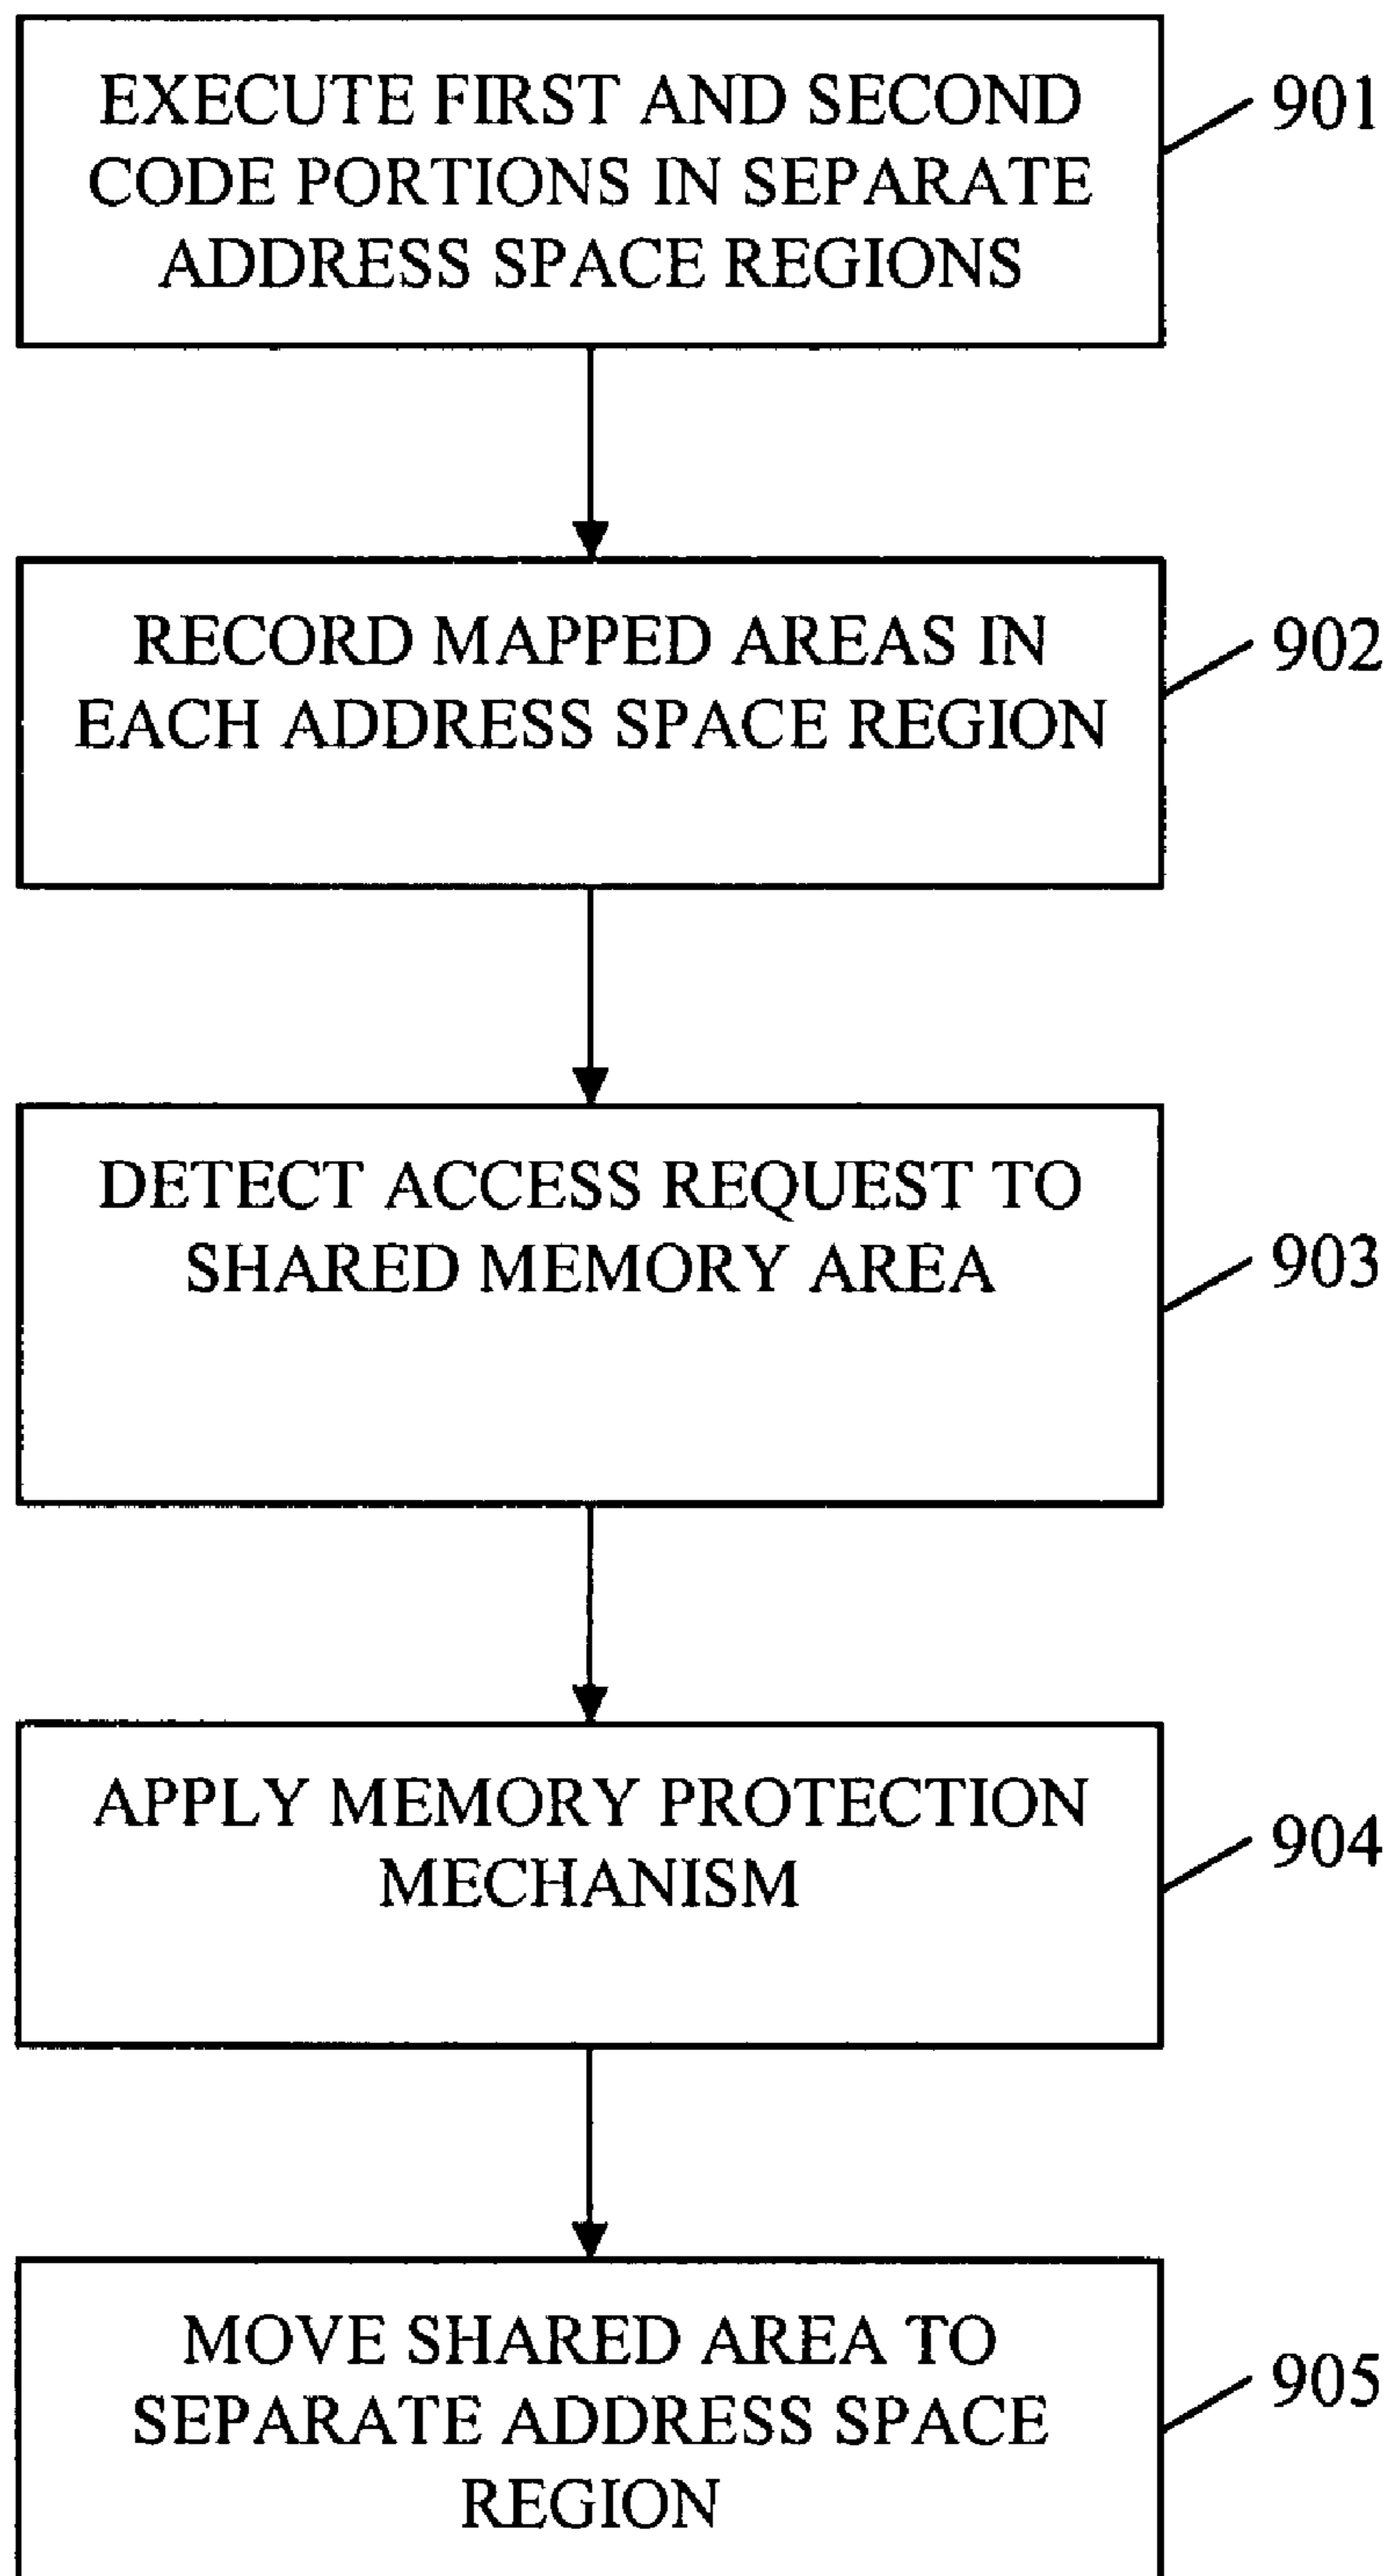 EXECUTE FIRST AND SECOND
CODE PORTIONS IN SEPARATE
ADDRESS SPACE REGIONS
901
RECORD MAPPED AREAS IN
EACH ADDRESS SPACE REGION
902
DETECT ACCESS REQUEST TO
SHARED MEMORY AREA
903
APPLY MEMORY PROTECTION
MECHANISM
904
MOVE SHARED AREA TO
SEPARATE ADDRESS SPACE
REGION
905